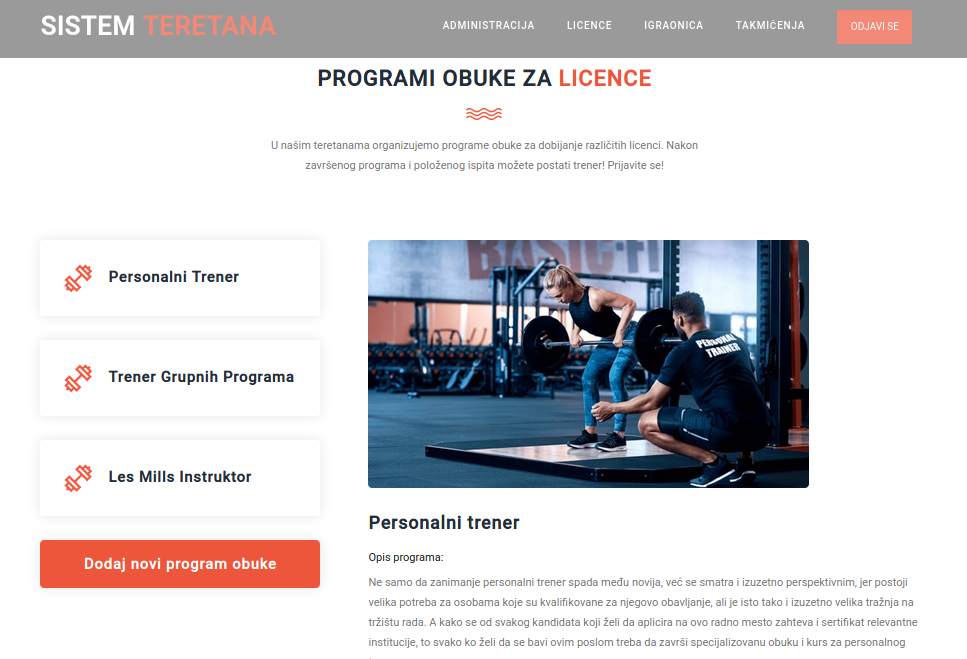 SISTEM TERETANA
ADMINISTRACIJA LICENCE IGRAONICA TAKMIČENJA ODJAVI SE
PROGRAMI OBUKE ZA LICENCE
U našim teretanama organizujemo programe obuke za dobijanje različitih licenci. Nakon
završenog programa i položenog ispita možete postati trener! Prijavite se!
Personalni Trener
Trener Grupnih Programa
Les Mills Instruktor
Dodaj novi program obuke
BASIC-FI
PERSONAL
TRAINER
Personalni trener
Opis programa:
Ne samo da zanimanje personalni trener spada među novija, već se smatra i izuzetno perspektivnim, jer postoji
velika potreba za osobama koje su kvalifikovane za njegovo obavljanje, ali je isto tako i izuzetno velika tražnja na
tržištu rada. A kako se od svakog kandidata koji želi da aplicira na ovo radno mesto zahteva i sertifikat relevantne
institucije, to svako ko želi da se bavi ovim poslom treba da završi specijalizovanu obuku i kurs za personalnog